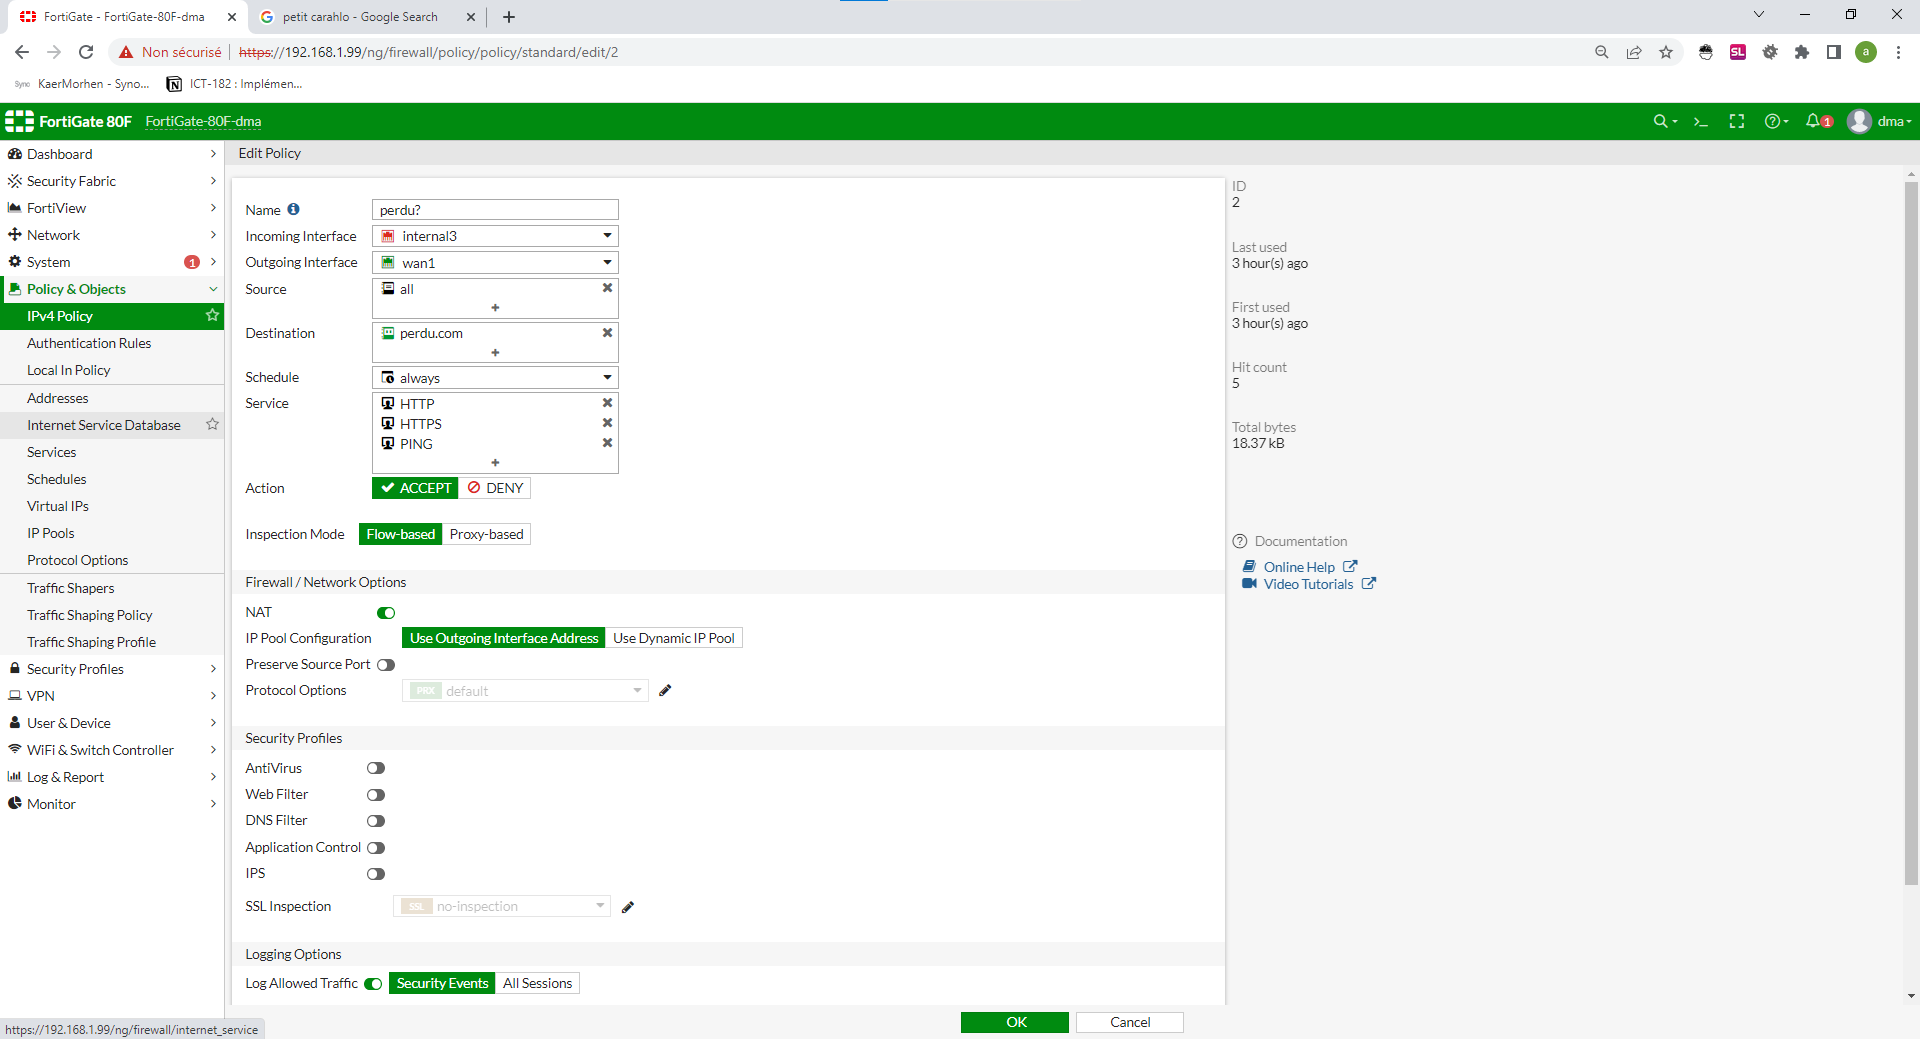 FortiGate - FortiGate-80F-dma
petit carahlo - Google Search
Non sécurisé
https://192.168.1.99/ng/firewall/policy/policy/standard/edit/2
SL
a
Sync KaerMorhen - Syno...
ICT-182 : Implémen...
FortiGate 80F
FortiGate-80F-dma
1
dma
Dashboard
Security Fabric
FortiView
Network
System 1
Policy & Objects
IPv4 Policy
Authentication Rules
Local In Policy
Addresses
Internet Service Database
Services
Schedules
Virtual IPs
IP Pools
Protocol Options
Traffic Shapers
Traffic Shaping Policy
Traffic Shaping Profile
Security Profiles
VPN
User & Device
WiFi & Switch Controller
Log & Report
Monitor
Edit Policy
Name perdu?
Incoming Interface internal3
Outgoing Interface wan1
Source all
+
Destination perdu.com
+
Schedule always
Service HTTP
HTTPS
PING
+
Action ACCEPT DENY
Inspection Mode Flow-based Proxy-based
Firewall / Network Options
NAT
IP Pool Configuration Use Outgoing Interface Address Use Dynamic IP Pool
Preserve Source Port
Protocol Options PRX default
Security Profiles
AntiVirus
Web Filter
DNS Filter
Application Control
IPS
SSL Inspection SSL no-inspection
Logging Options
Log Allowed Traffic Security Events All Sessions
OK Cancel
ID
2
Last used
3 hour(s) ago
First used
3 hour(s) ago
Hit count
5
Total bytes
18.37 kB
Documentation
Online Help
Video Tutorials
https://192.168.1.99/ng/firewall/internet_service